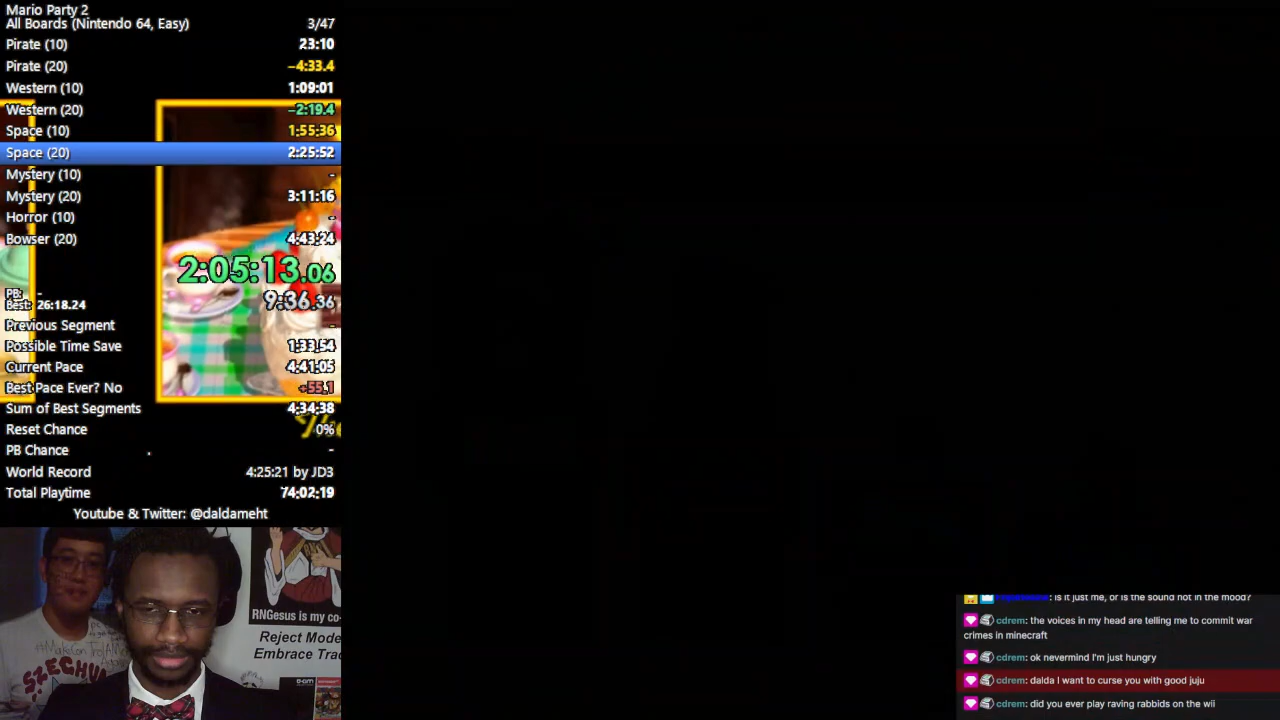 Mario Party 2
All Boards (Nintendo 64, Easy) 3/47
Pirate (10) 23:10
Pirate (20) −4:33.4
Western (10) 1:09:01
Western (20) −2:19.4
Space (10) 1:55:36
Space (20) 2:25:52
Mystery (10) -
Mystery (20) 3:11:16
Horror (10) -
Bowser (20) 4:43:24
2:05:13.06
9:36.36
PB: -
Best: 26:18.24
Previous Segment -
Possible Time Save 1:33.54
Current Pace 4:41:05
Best Pace Ever? No +55.1
Sum of Best Segments 4:34:38
Reset Chance 0%
PB Chance -
World Record 4:25:21 by JD3
Total Playtime 74:02:19
Youtube & Twitter: @daldameht
RNGesus is my co-
Reject Mode
Embrace Trad
SZECHU
: is it just me, or is the sound not in the mood?
cdrem: the voices in my head are telling me to commit war
crimes in minecraft
cdrem: ok nevermind I'm just hungry
cdrem: dalda I want to curse you with good juju
cdrem: did you ever play raving rabbids on the wii